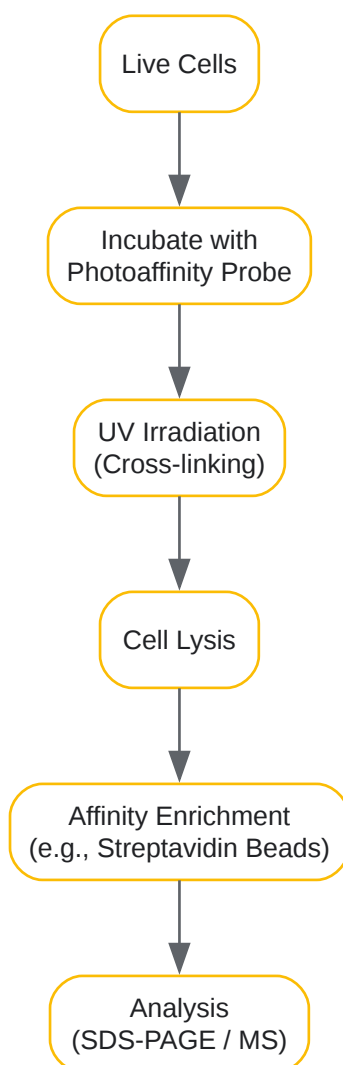 Live Cells
Incubate with
Photoaffinity Probe
UV Irradiation
(Cross-linking)
Cell Lysis
Affinity Enrichment
(e.g., Streptavidin Beads)
Analysis
(SDS-PAGE / MS)